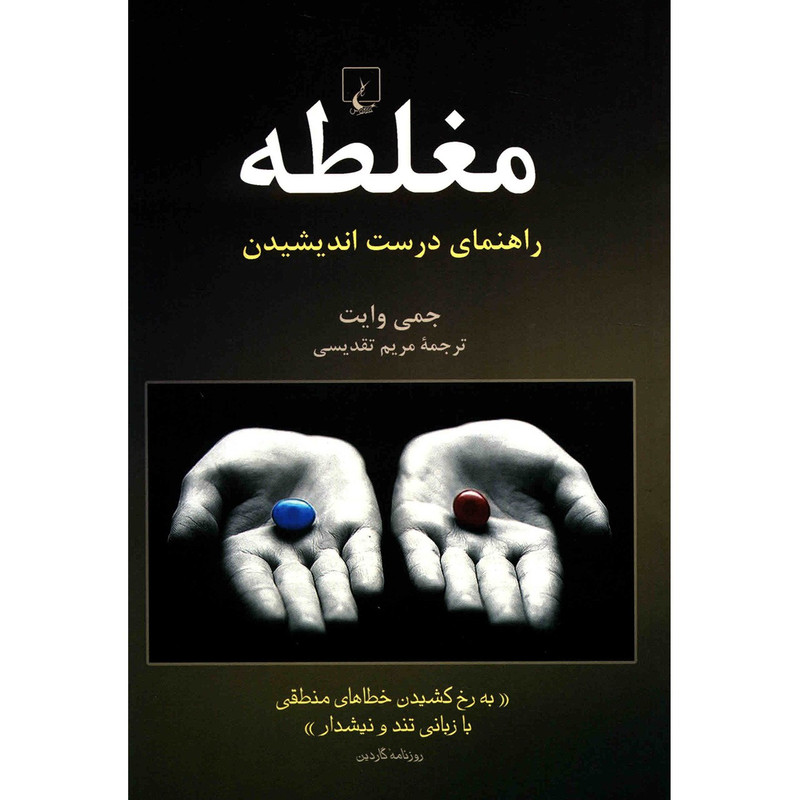 مغلطه
راهنمای درست اندیشیدن
جمی وایت
ترجمهٔ مریم تقدیسی
« به رخ کشیدن خطاهای منطقی
با زبانی تند و نیشدار »
روزنامهٔ گاردین